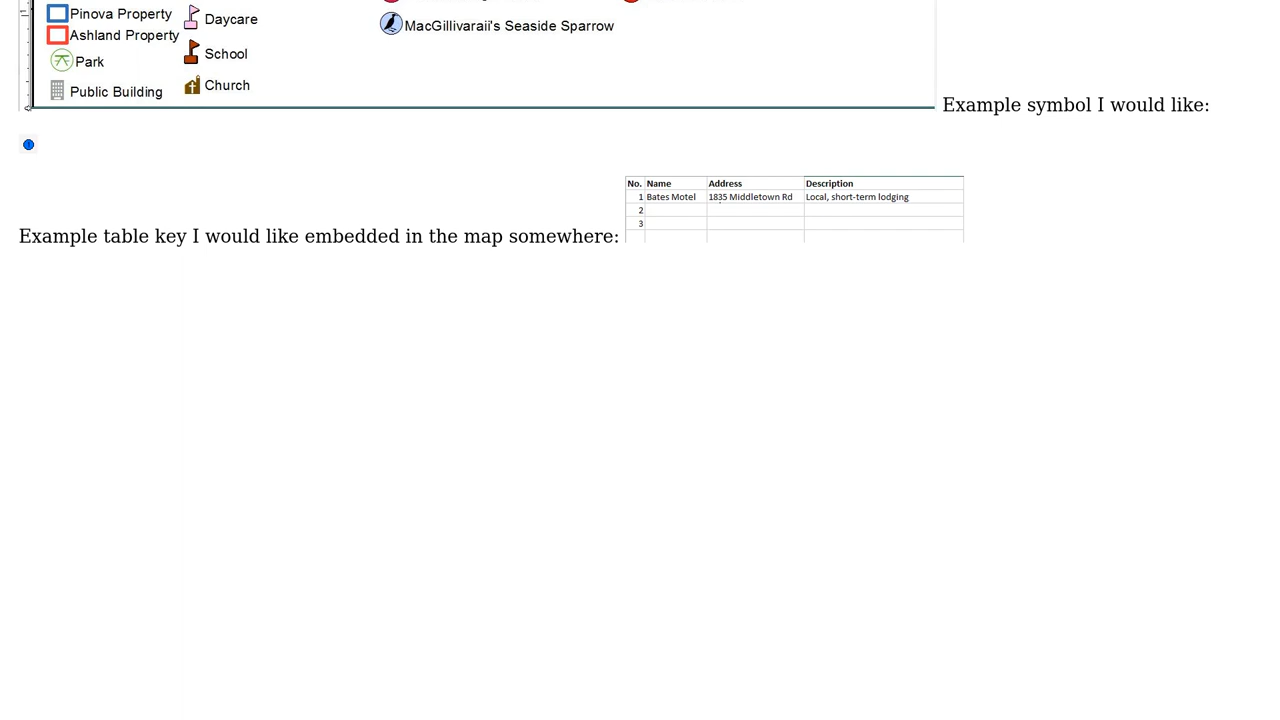 Pinova Property
Daycare
MacGillivaraii's Seaside Sparrow
Ashland Property
School
Park
Church
Public Building
Example symbol I would like:
No. Name Address Description
1 Bates Motel 1835 Middletown Rd Local, short-term lodging
2
3
Example table key I would like embedded in the map somewhere: